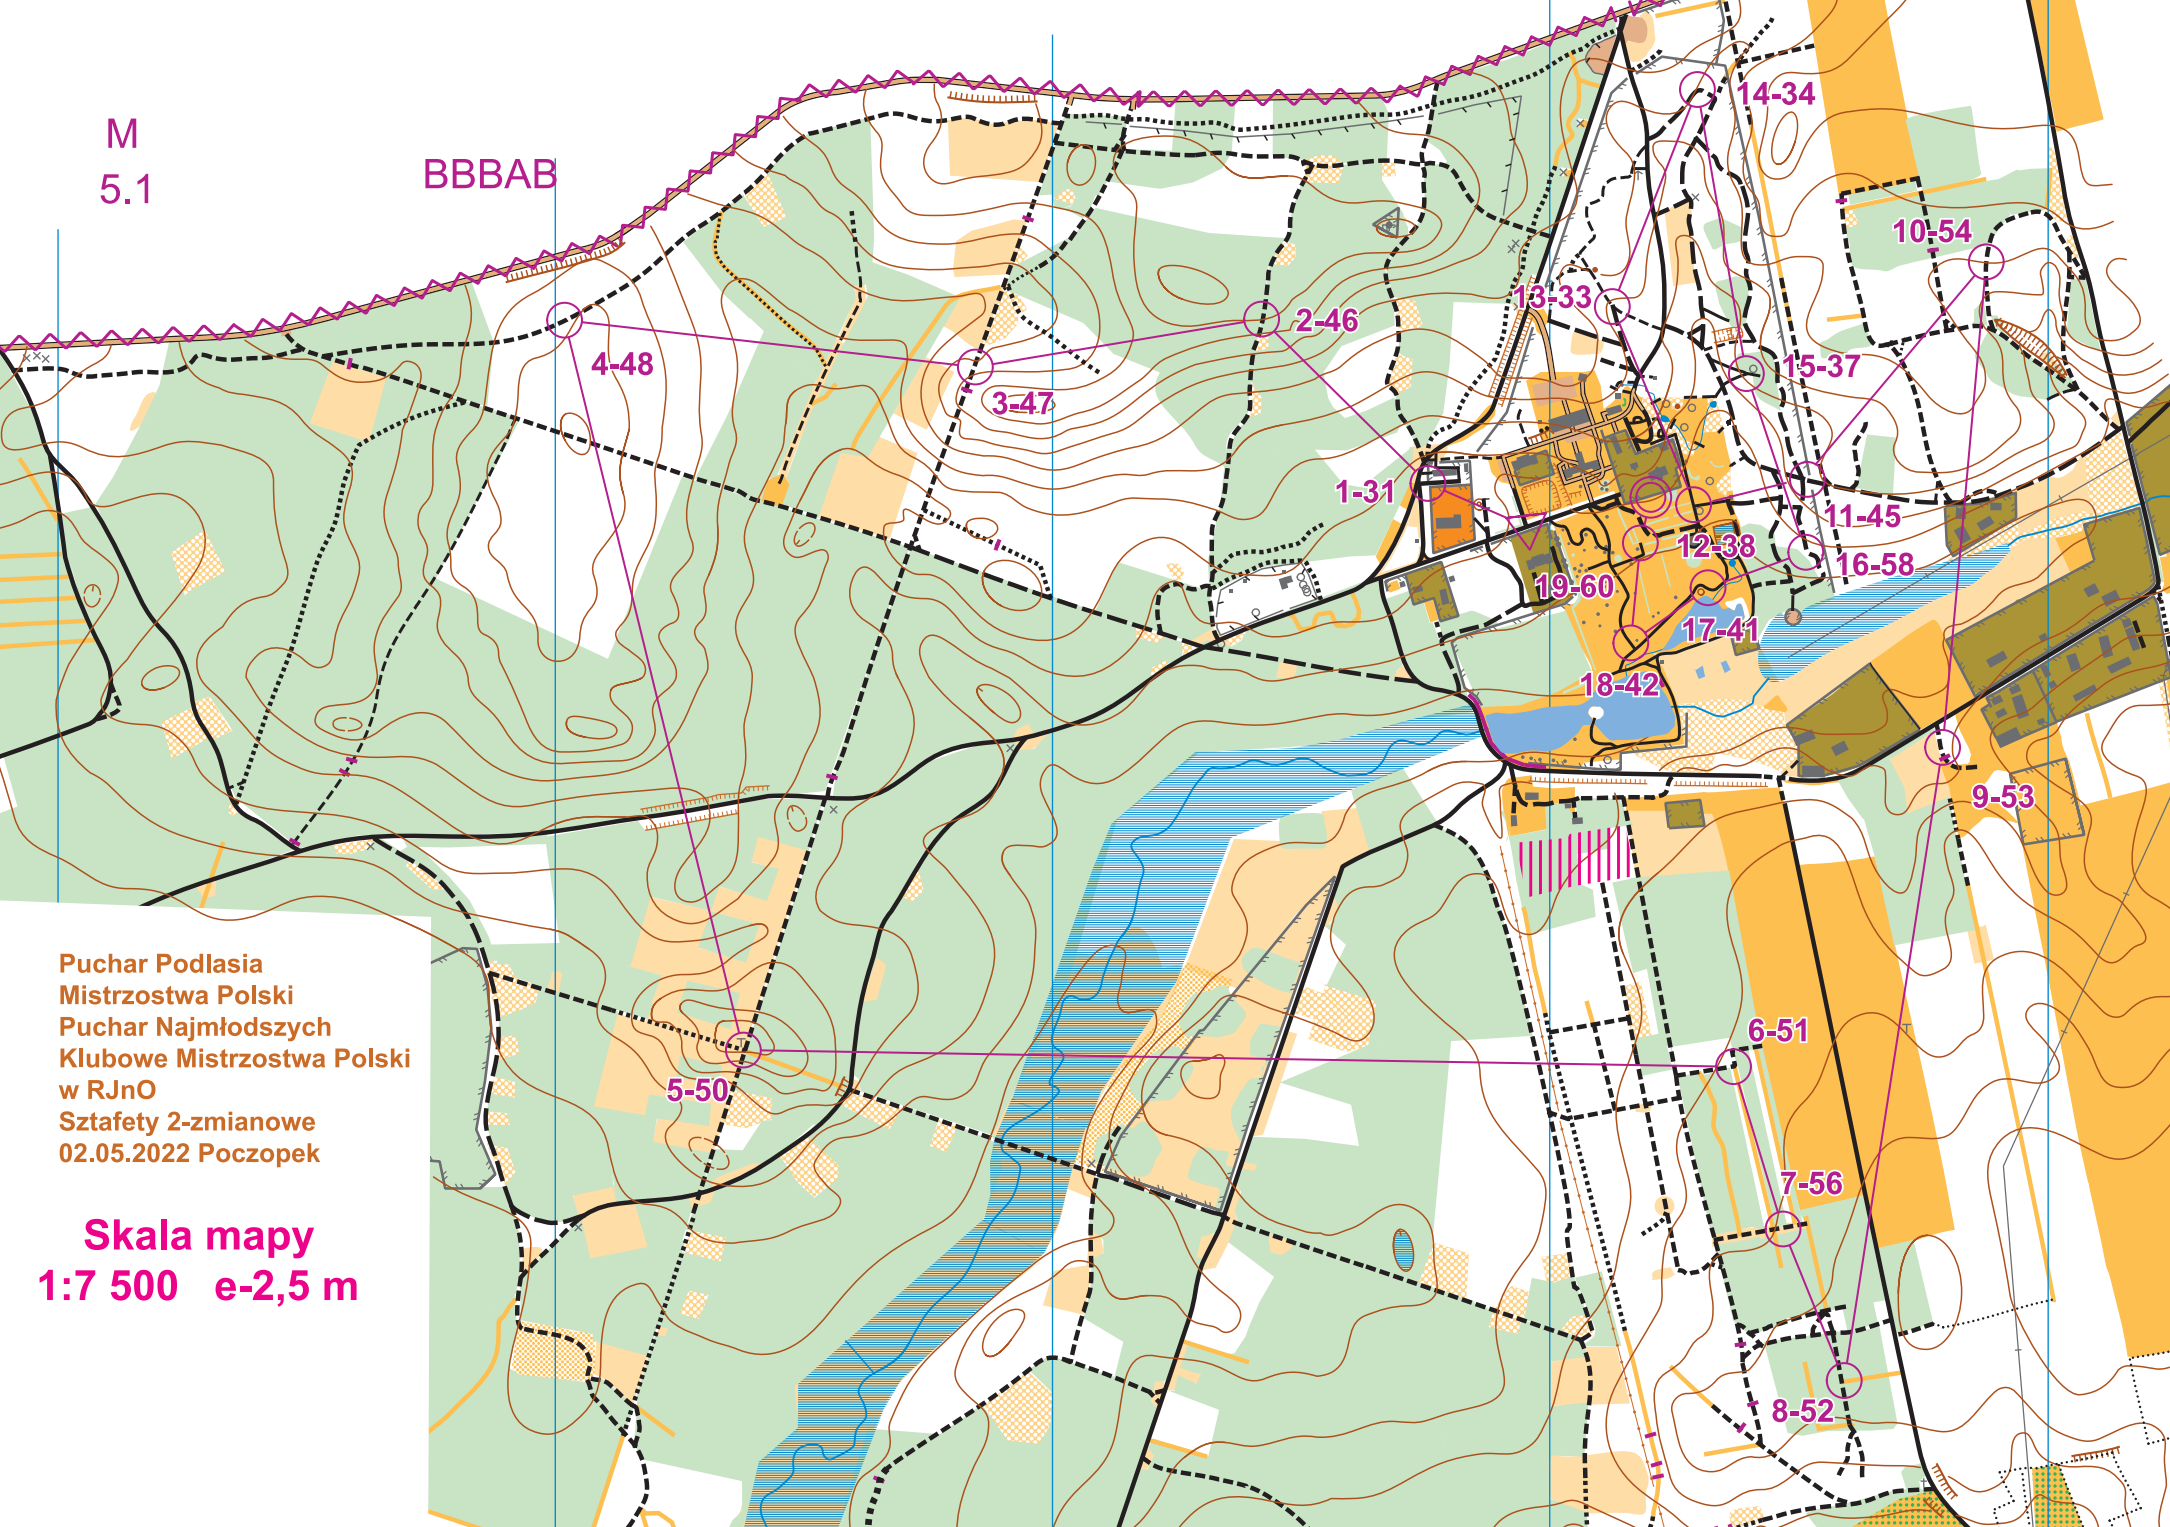 M
5.1
BBBAB
14-34
10-54
13-33
2-46
4-48
15-37
3-47
1-31
11-45
12-38
16-58
19-60
17-41
18-42
9-53
Puchar Podlasia
Mistrzostwa Polski
Puchar Najmłodszych
Klubowe Mistrzostwa Polski
w RJnO
Sztafety 2-zmianowe
02.05.2022 Poczopek
6-51
5-50
7-56
Skala mapy
1:7 500 e-2,5 m
8-52